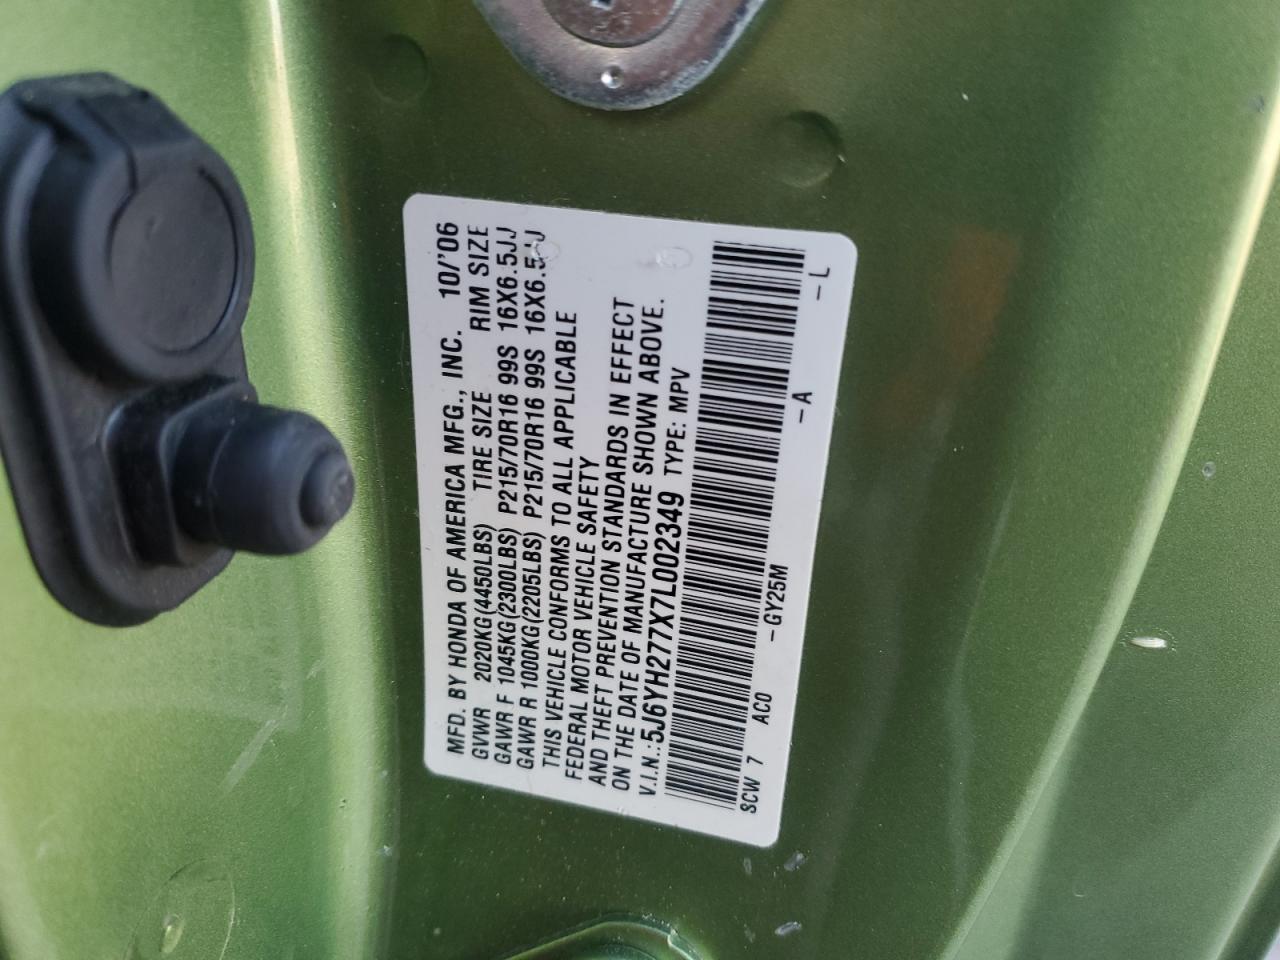 MFD. BY HONDA OF AMERICA MFG., INC. 10/'06
GVWR 2020KG(4450LBS) TIRE SIZE RIM SIZE
GAWR F 1045KG(2300LBS) P215/70R16 99S 16X6.5JJ
GAWR R 1000KG(2205LBS) P215/70R16 99S 16X6.5JJ
THIS VEHICLE CONFORMS TO ALL APPLICABLE
FEDERAL MOTOR VEHICLE SAFETY
AND THEFT PREVENTION STANDARDS IN EFFECT
ON THE DATE OF MANUFACTURE SHOWN ABOVE.
V.I.N.:5J6YH277X7L002349 TYPE: MPV
SCW 7 AC0 -GY25M -A -L